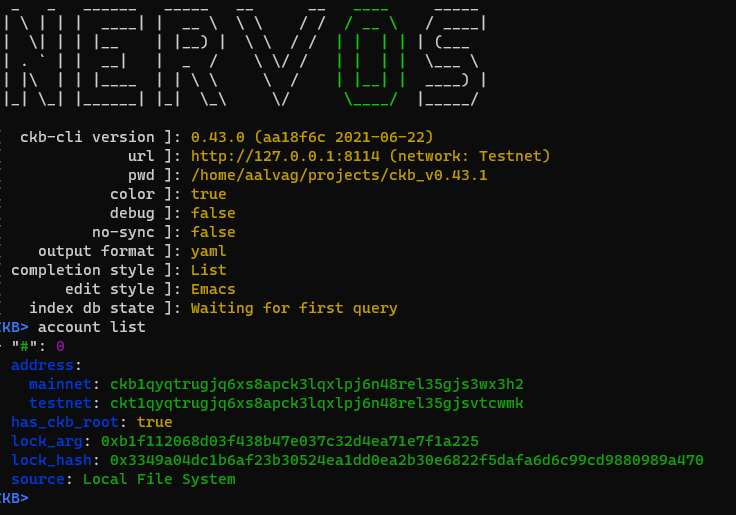 NERVOS
[ ckb-cli version ]: 0.43.0 (aa18f6c 2021-06-22)
[ url ]: http://127.0.0.1:8114 (network: Testnet)
[ pwd ]: /home/aalvag/projects/ckb_v0.43.1
[ color ]: true
[ debug ]: false
[ no-sync ]: false
[ output format ]: yaml
[ completion style ]: List
[ edit style ]: Emacs
[ index db state ]: Waiting for first query
CKB> account list
- "#": 0
address:
mainnet: ckb1qyqtrugjq6xs8apck3lqxlpj6n48rel35gjs3wx3h2
testnet: ckt1qyqtrugjq6xs8apck3lqxlpj6n48rel35gjsvtcwmk
has_ckb_root: true
lock_arg: 0xb1f112068d03f438b47e037c32d4ea71e7f1a225
lock_hash: 0x3349a04dc1b6af23b30524ea1dd0ea2b30e6822f5dafa6d6c99cd9880989a470
source: Local File System
CKB>